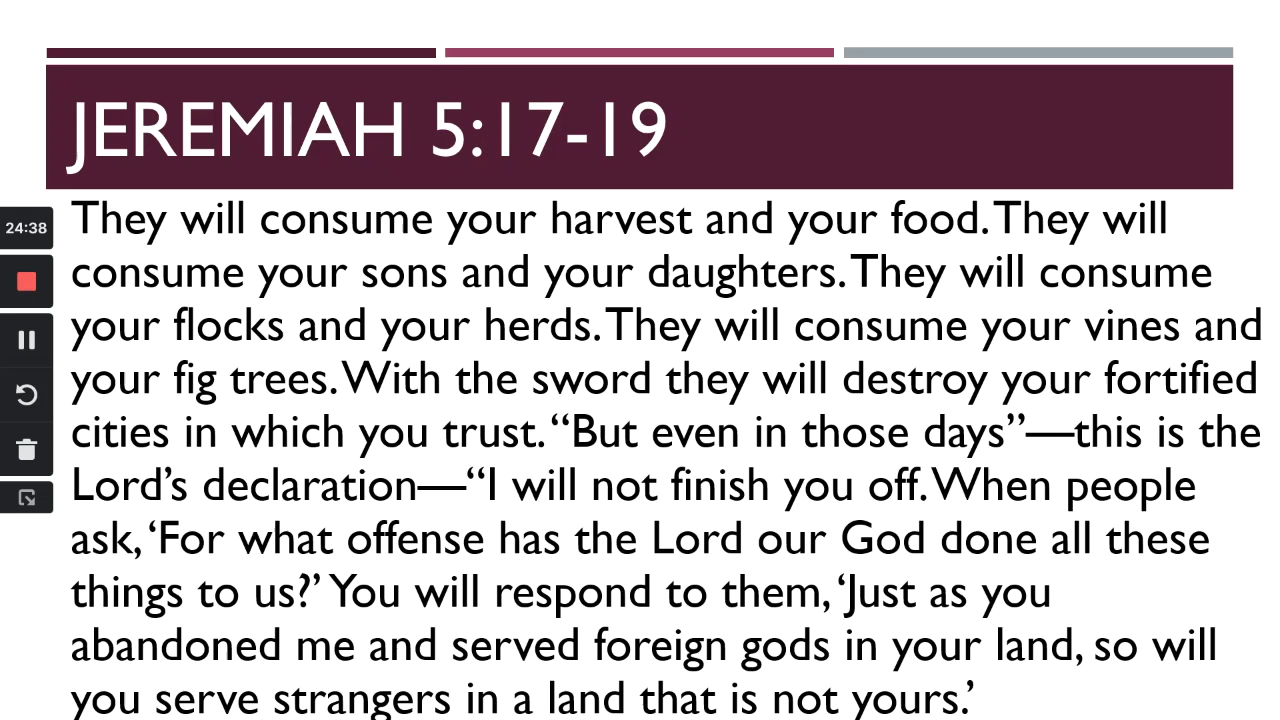 JEREMIAH 5:17-19
24:38
They will consume your harvest and your food. They will
consume your sons and your daughters. They will consume
your flocks and your herds. They will consume your vines and
your fig trees. With the sword they will destroy your fortified
cities in which you trust. “But even in those days”—this is the
Lord’s declaration—“I will not finish you off. When people
ask, ‘For what offense has the Lord our God done all these
things to us?’ You will respond to them, ‘Just as you
abandoned me and served foreign gods in your land, so will
you serve strangers in a land that is not yours.’